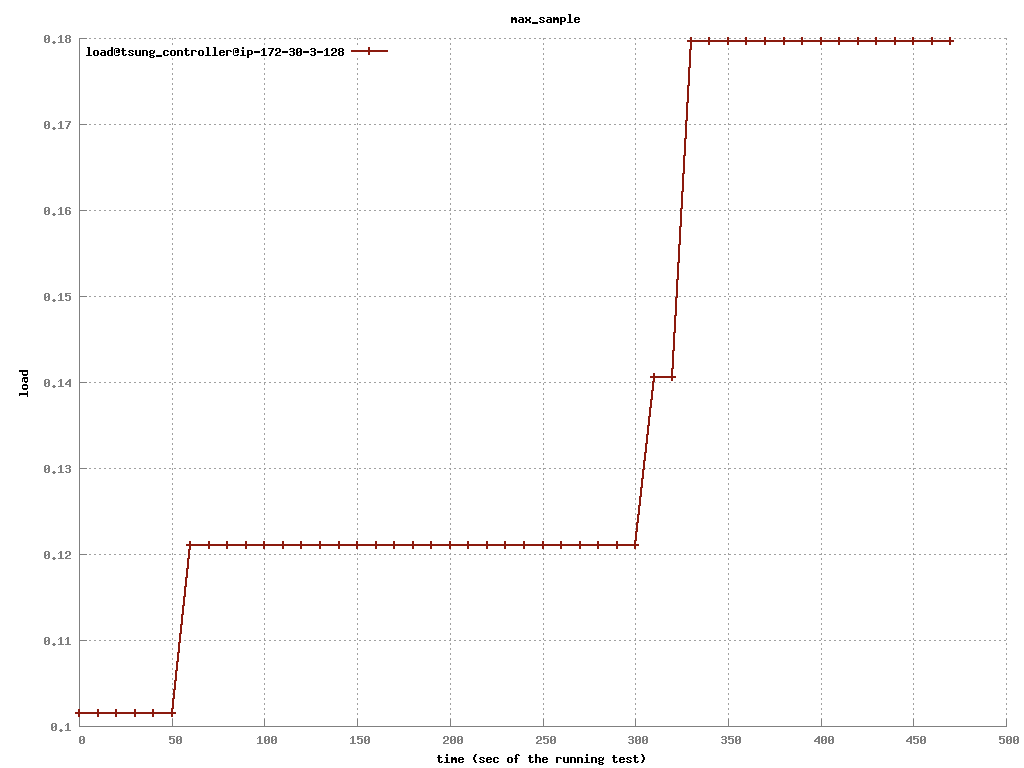 max_sample
load@tsung_controller@ip-172-30-3-128
0.18
0.17
0.16
0.15
0.14
0.13
0.12
0.11
0.1
load
0 50 100 150 200 250 300 350 400 450 500
time (sec of the running test)